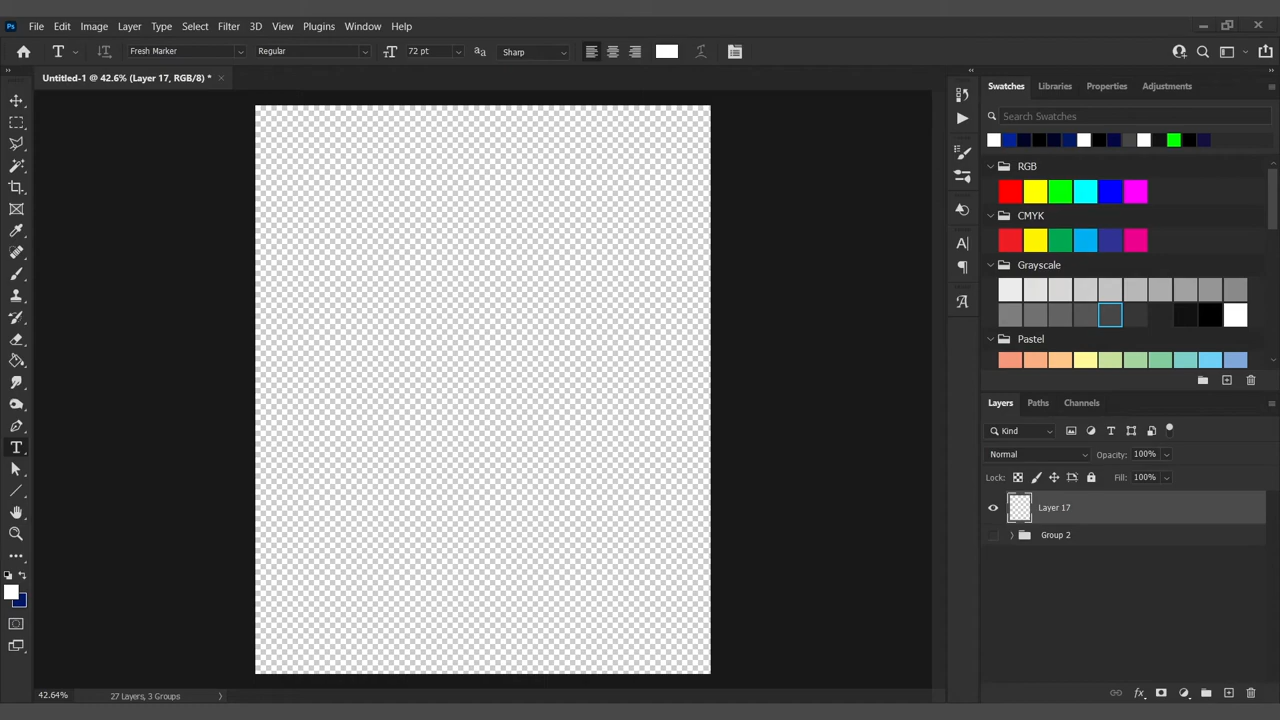 Ps File Edit Image Layer Type Select Filter 3D View Plugins Window Help
T T Fresh Marker Regular 72 pt aa Sharp
Untitled-1 @ 42.6% (Layer 17, RGB/8) *
Swatches Libraries Properties Adjustments
Search Swatches
RGB
CMYK
Grayscale
Pastel
Layers Paths Channels
Kind
Normal Opacity: 100%
Lock: Fill: 100%
Layer 17
Group 2
42.64% 27 Layers, 3 Groups